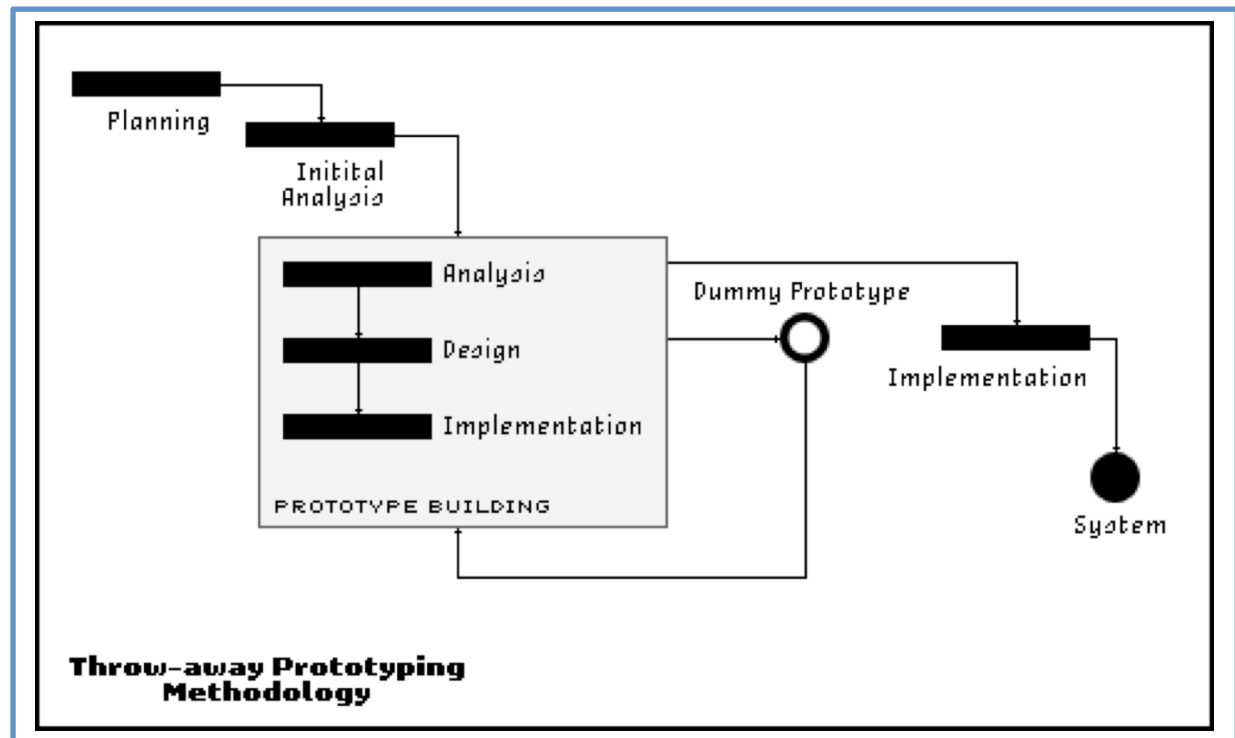 Planning
Initital
Analysis
Analysis
Dummy Prototype
Design
Implementation
Implementation
PROTOTYPE BUILDING
System
Throw-away Prototyping
Methodology